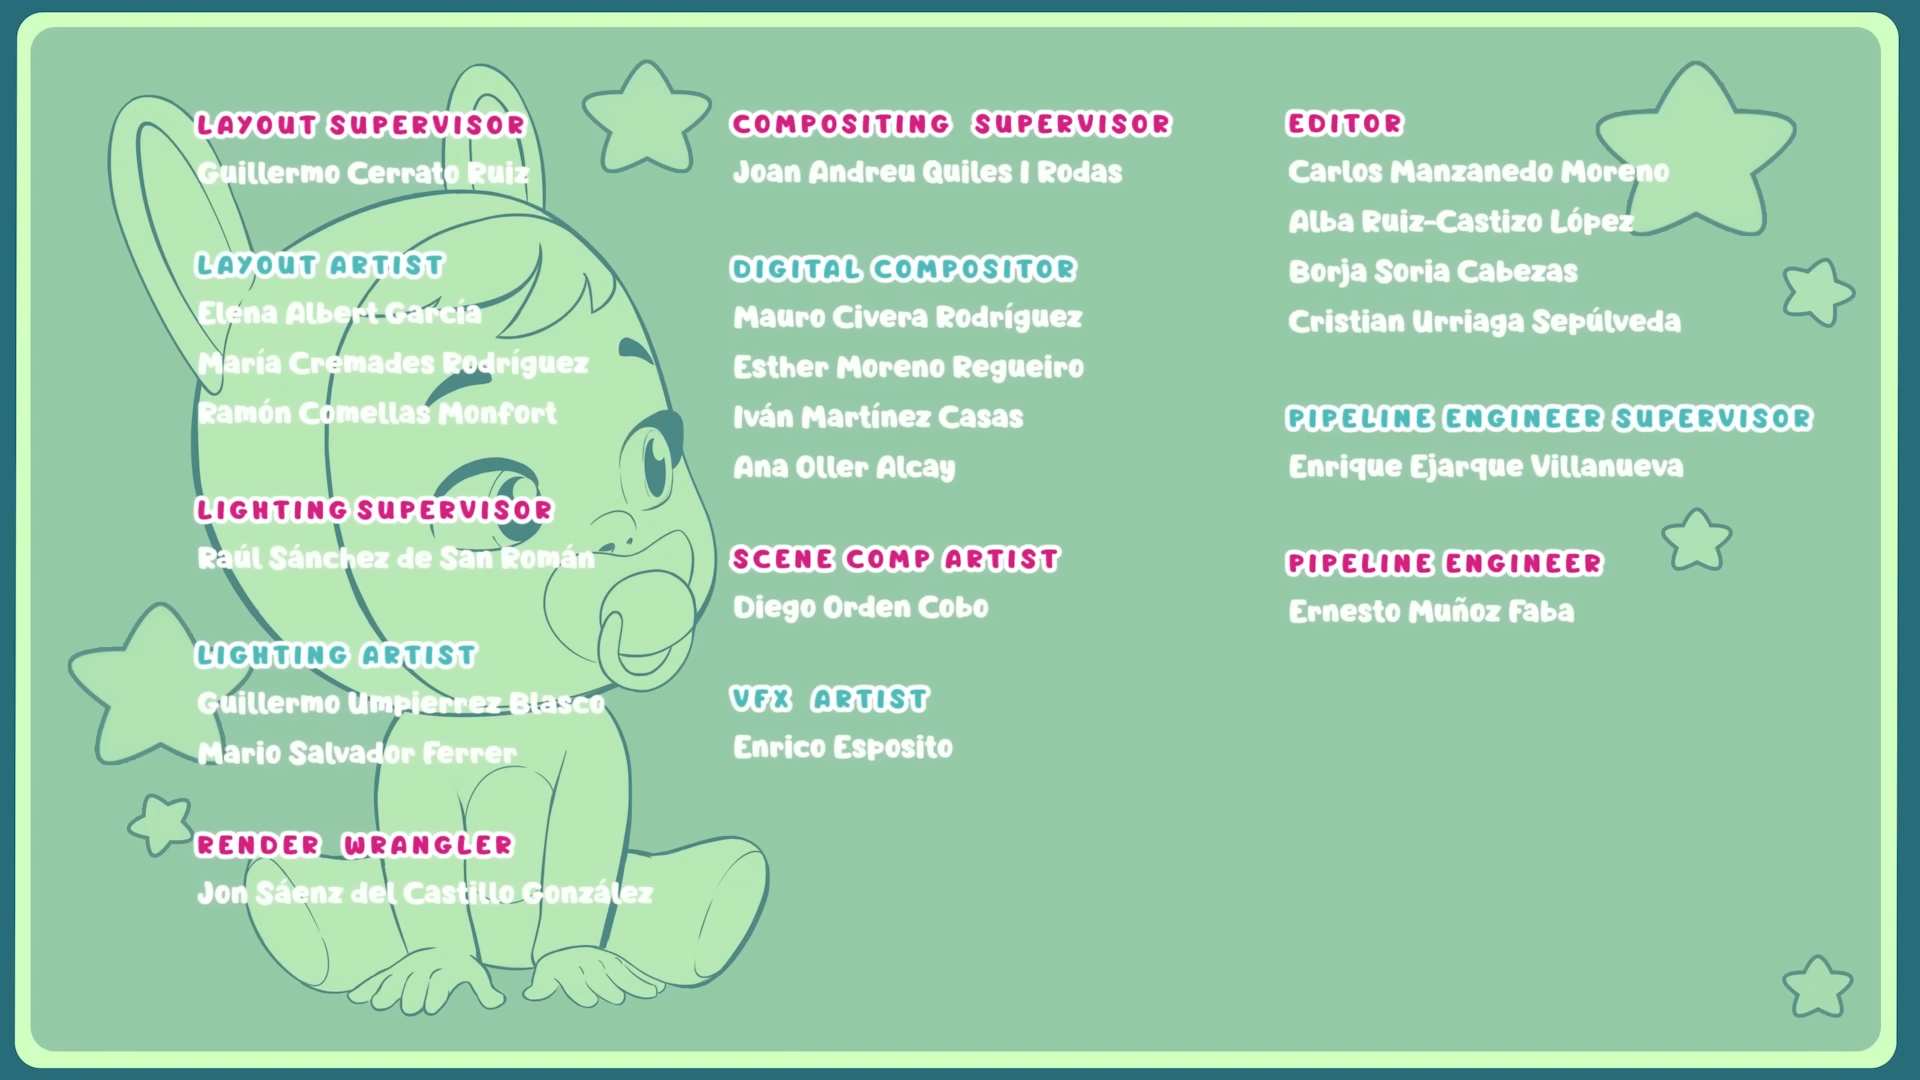 LAYOUT SUPERVISOR
Guillermo Cerrato Ruiz
LAYOUT ARTIST
Elena Albert García
María Cremades Rodríguez
Ramón Comellas Monfort
LIGHTING SUPERVISOR
Raúl Sánchez de San Román
LIGHTING ARTIST
Guillermo Umpierrez Blasco
Mario Salvador Ferrer
RENDER WRANGLER
Jon Sáenz del Castillo González
COMPOSITING SUPERVISOR
Joan Andreu Quiles I Rodas
DIGITAL COMPOSITOR
Mauro Civera Rodríguez
Esther Moreno Regueiro
Iván Martínez Casas
Ana Oller Alcay
SCENE COMP ARTIST
Diego Orden Cobo
VFX ARTIST
Enrico Esposito
EDITOR
Carlos Manzanedo Moreno
Alba Ruiz-Castizo López
Borja Soria Cabezas
Cristian Urriaga Sepúlveda
PIPELINE ENGINEER SUPERVISOR
Enrique Ejarque Villanueva
PIPELINE ENGINEER
Ernesto Muñoz Faba